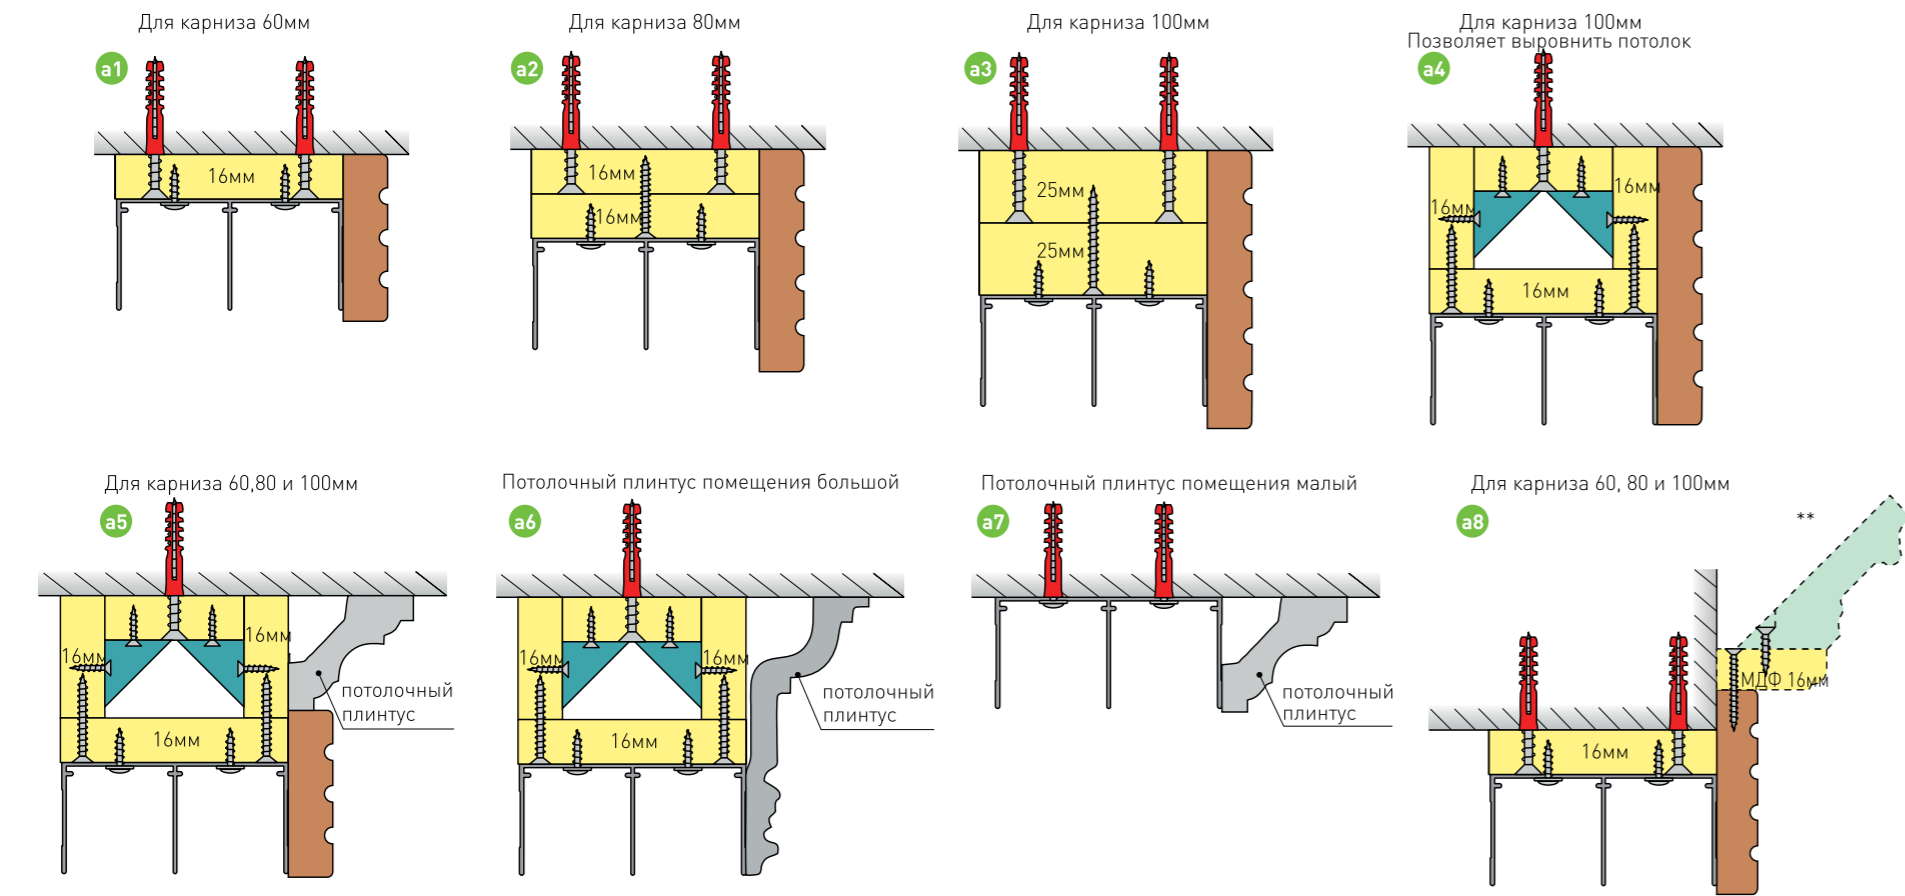 Для карниза 60мм
a1
16мм
Для карниза 80мм
a2
16мм
16мм
Для карниза 100мм
a3
25мм
25мм
Для карниза 100мм
Позволяет выровнить потолок
a4
16мм
16мм
16мм
Для карниза 60,80 и 100мм
a5
16мм
16мм
16мм
потолочный
плинтус
Потолочный плинтус помещения большой
a6
16мм
16мм
16мм
потолочный
плинтус
Потолочный плинтус помещения малый
a7
потолочный
плинтус
Для карниза 60, 80 и 100мм
a8
**
МДФ 16мм
16мм